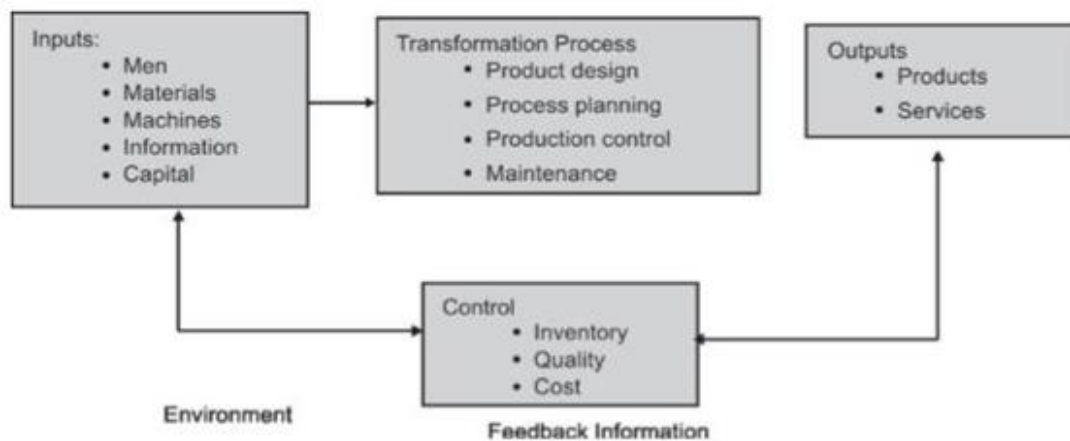 Inputs:
• Men
• Materials
• Machines
• Information
• Capital
Transformation Process
• Product design
• Process planning
• Production control
• Maintenance
Outputs
• Products
• Services
Control
• Inventory
• Quality
• Cost
Environment
Feedback Information